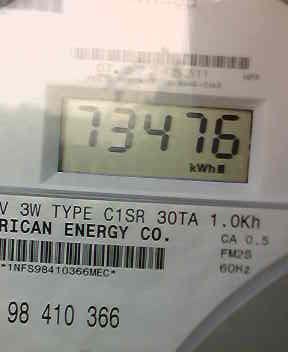 73476
kWh
V 3W TYPE C1SR 30TA 1.0Kh
RICAN ENERGY CO.
CA 0.5
FM2S
60Hz
*1NFS98410366MEC*
98 410 366